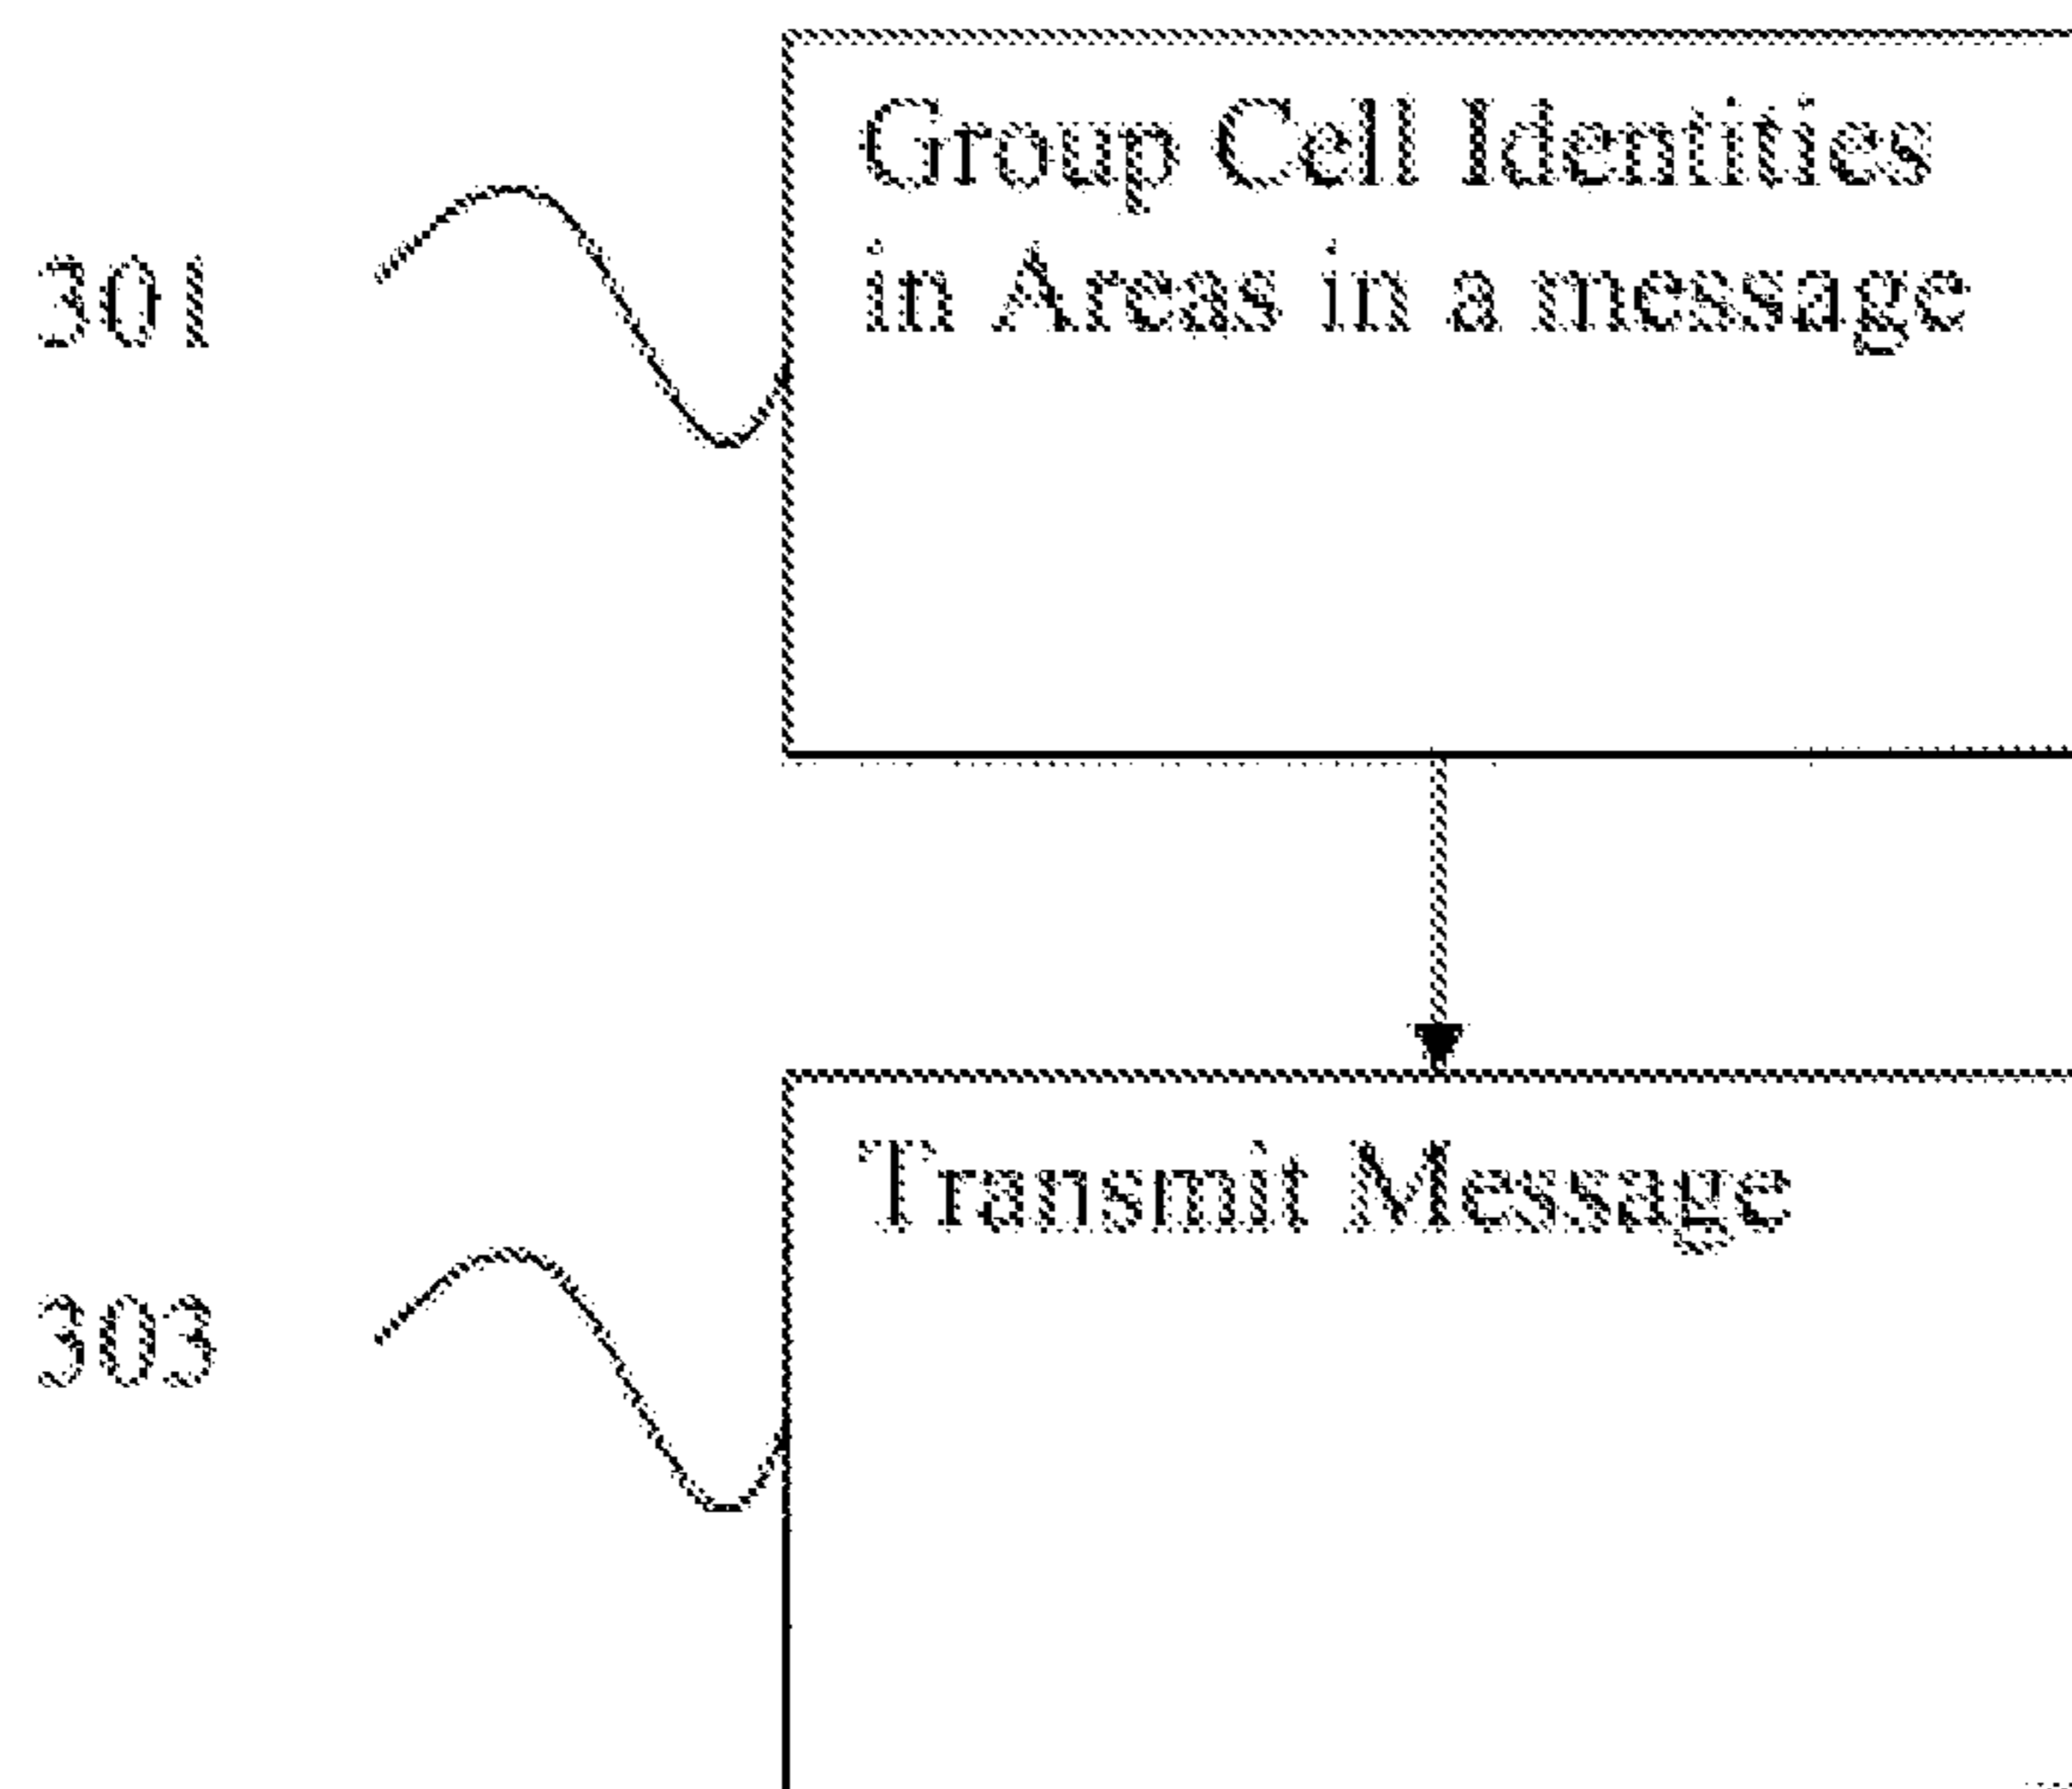 Group Cell Identities
in Areas in a message
301
Transmit Message
303